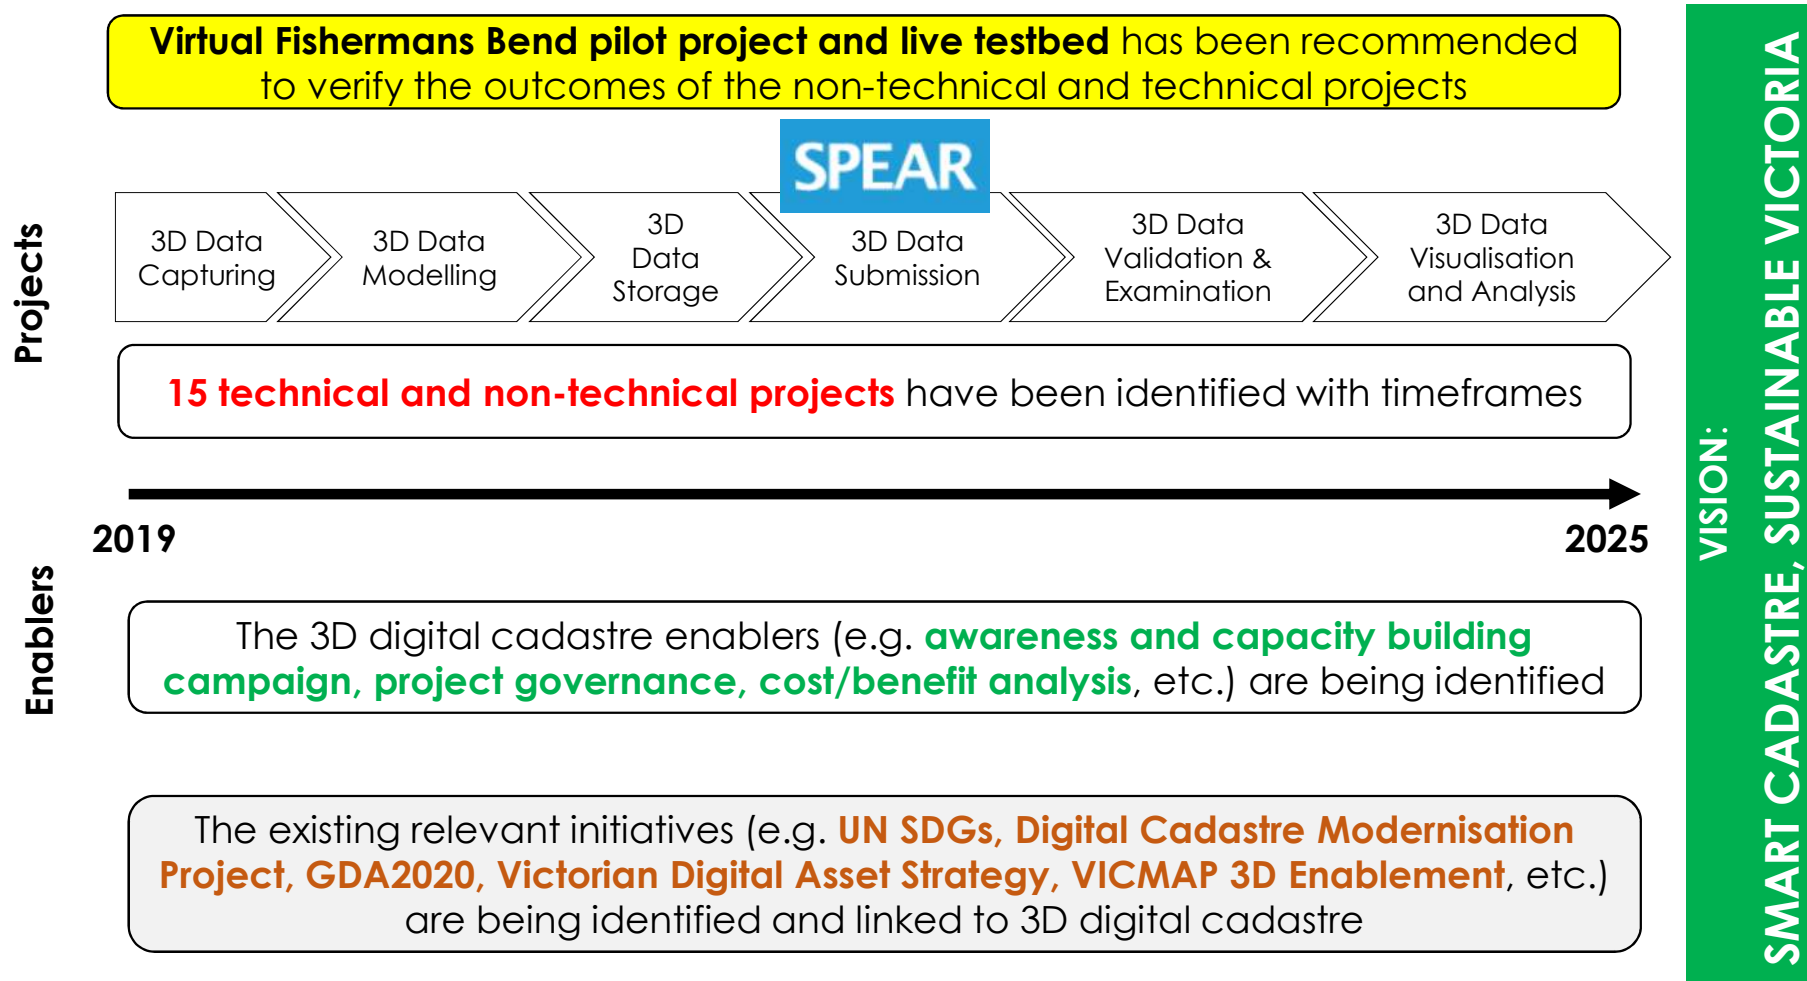 Virtual Fishermans Bend pilot project and live testbed has been recommended
to verify the outcomes of the non-technical and technical projects
SPEAR
Projects
3D Data
Capturing
3D Data
Modelling
3D
Data
Storage
3D Data
Submission
3D Data
Validation &
Examination
3D Data
Visualisation
and Analysis
15 technical and non-technical projects have been identified with timeframes
2019
2025
Enablers
The 3D digital cadastre enablers (e.g. awareness and capacity building
campaign, project governance, cost/benefit analysis, etc.) are being identified
The existing relevant initiatives (e.g. UN SDGs, Digital Cadastre Modernisation
Project, GDA2020, Victorian Digital Asset Strategy, VICMAP 3D Enablement, etc.)
are being identified and linked to 3D digital cadastre
VISION:
SMART CADASTRE, SUSTAINABLE VICTORIA